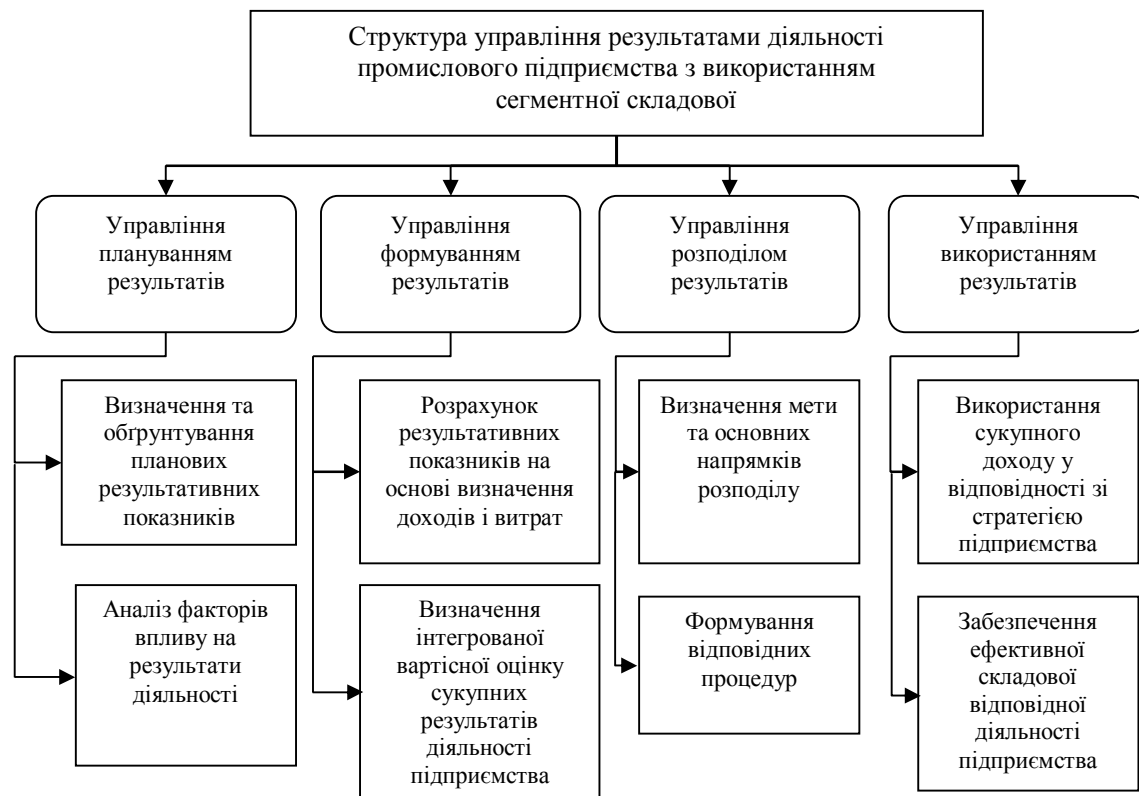 Структура управління результатами діяльності
промислового підприємства з використанням
сегментної складової
Управління
плануванням
результатів
Управління
формуванням
результатів
Управління
розподілом
результатів
Управління
використанням
результатів
Визначення та
обґрунтування
планових
результативних
показників
Розрахунок
результативних
показників на
основі визначення
доходів і витрат
Визначення мети
та основних
напрямків
розподілу
Використання
сукупного
доходу у
відповідності зі
стратегією
підприємства
Аналіз факторів
впливу на
результати
діяльності
Визначення
інтегрованої
вартісної оцінку
сукупних
результатів
діяльності
підприємства
Формування
відповідних
процедур
Забезпечення
ефективної
складової
відповідної
діяльності
підприємства